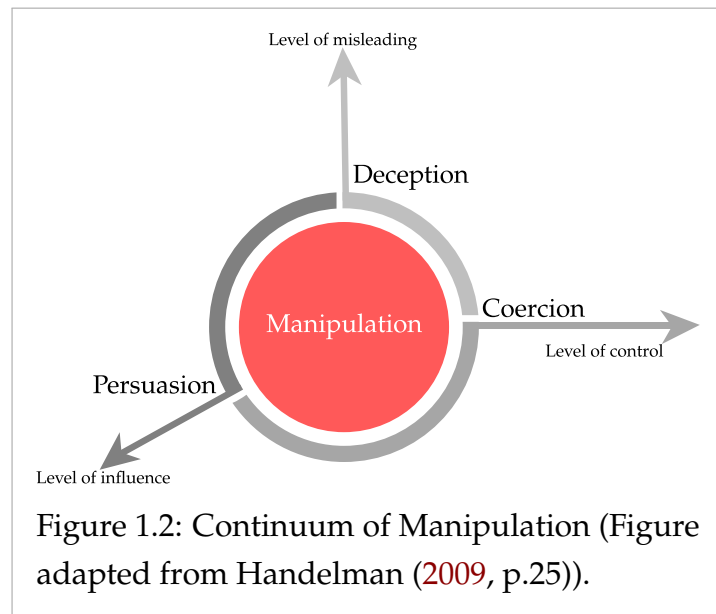 Level of misleading
Deception
Coercion
Manipulation
Level of control
Persuasion
Level of influence
Figure 1.2: Continuum of Manipulation (Figure
adapted from Handelman (2009, p.25)).